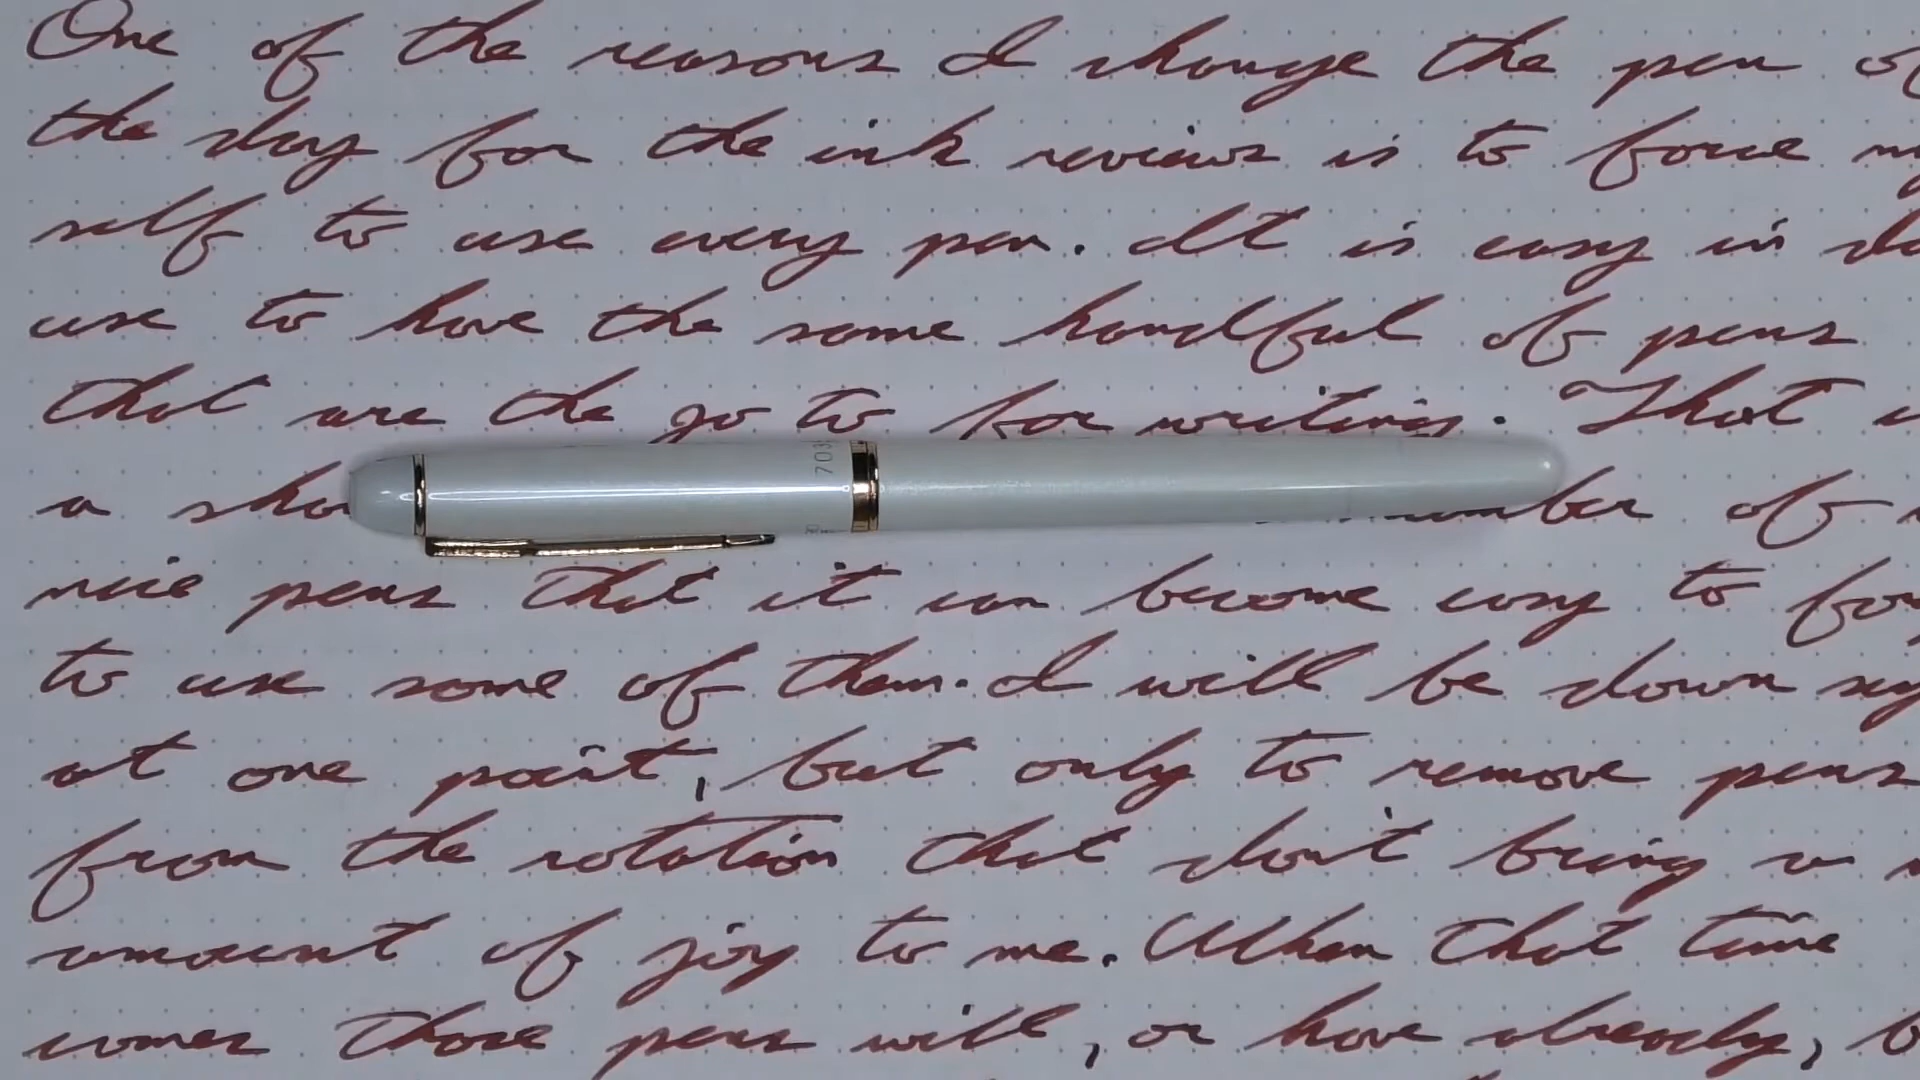 One of the reasons I change the pen of
the day for the ink reviews is to force my
self to use every pen. It is easy in
use to have the same handful of pens
that are the go to for writing. That
a of
nice pens that it can become easy to
to use some of them. I will be down
at one point, but only to remove pens
from the rotation that don't bring a
amount of joy to me. When that time
comes those pens will, or have already,
703